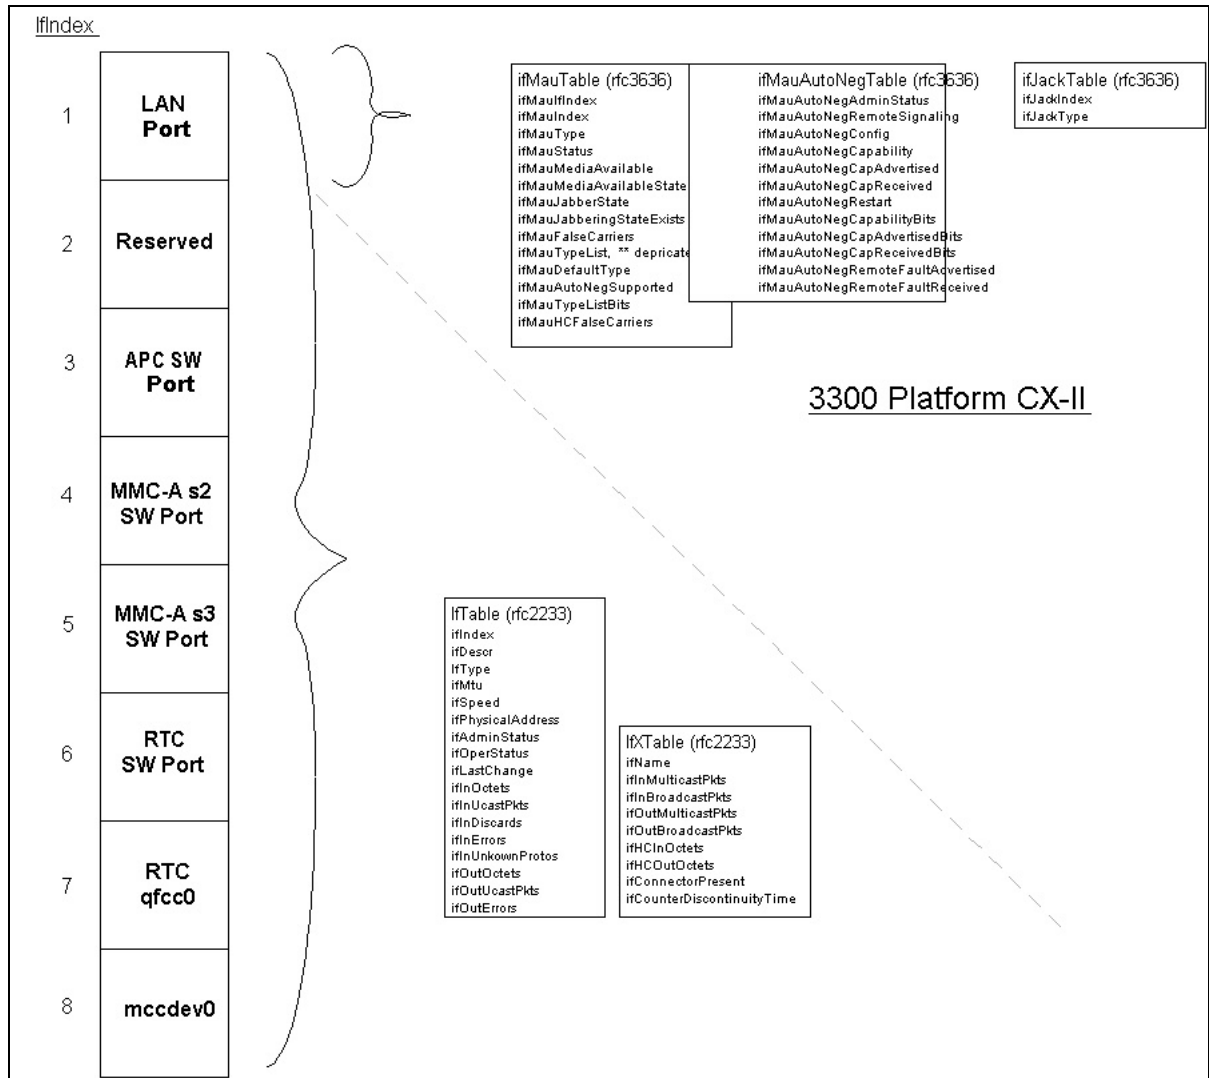 IfIndex
1
LAN
Port
2
Reserved
3
APC SW
Port
4
MMC-A s2
SW Port
5
MMC-A s3
SW Port
6
RTC
SW Port
7
RTC
qfcc0
8
mccdev0
ifMauTable (rfc3636)
ifMauIfIndex
ifMauIndex
ifMauType
ifMauStatus
ifMauMediaAvailable
ifMauMediaAvailableState
ifMauJabberState
ifMauJabberingStateExists
ifMauFalseCarriers
ifMauTypeList, ** depricate
ifMauDefaultType
ifMauAutoNegSupported
ifMauTypeListBits
ifMauHCFalseCarriers
ifMauAutoNegTable (rfc3636)
ifMauAutoNegAdminStatus
ifMauAutoNegRemoteSignaling
ifMauAutoNegConfig
ifMauAutoNegCapability
ifMauAutoNegCapAdvertised
ifMauAutoNegCapReceived
ifMauAutoNegRestart
ifMauAutoNegCapabilityBits
ifMauAutoNegCapAdvertisedBits
ifMauAutoNegCapReceivedBits
ifMauAutoNegRemoteFaultAdvertised
ifMauAutoNegRemoteFaultReceived
ifJackTable (rfc3636)
ifJackIndex
ifJackType
3300 Platform CX-II
IfTable (rfc2233)
ifIndex
ifDescr
IfType
ifMtu
ifSpeed
ifPhysicalAddress
ifAdminStatus
ifOperStatus
ifLastChange
ifInOctets
ifInUcastPkts
ifInDiscards
ifInErrors
ifInUnkownProtos
ifOutOctets
ifOutUcastPkts
ifOutErrors
IfXTable (rfc2233)
ifName
ifInMulticastPkts
ifInBroadcastPkts
ifOutMulticastPkts
ifOutBroadcastPkts
ifHCInOctets
ifHCOutOctets
ifConnectorPresent
ifCounterDiscontinuityTime